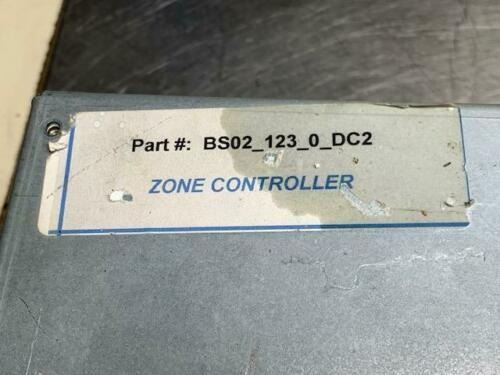 Part #: BS02_123_0_DC2
ZONE CONTROLLER